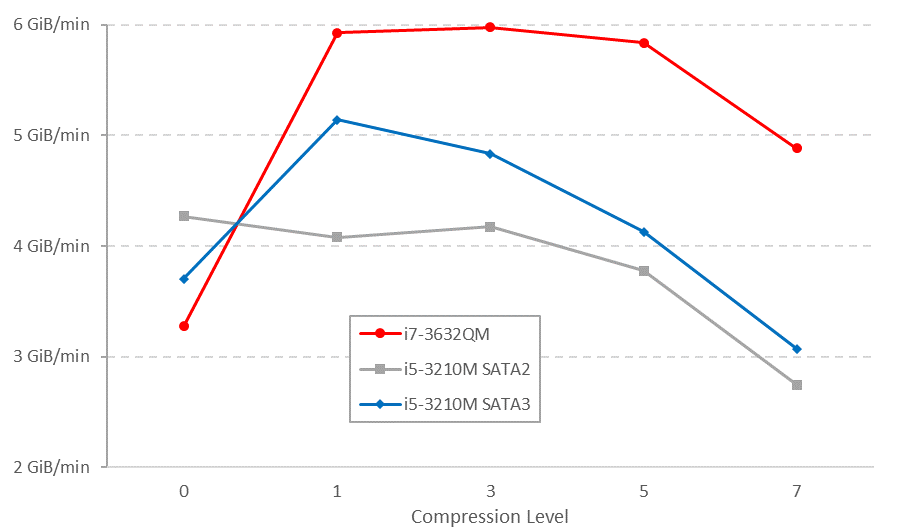 6 GiB/min
5 GiB/min
4 GiB/min
3 GiB/min
2 GiB/min
i7-3632QM
i5-3210M SATA2
i5-3210M SATA3
0 1 3 5 7
Compression Level